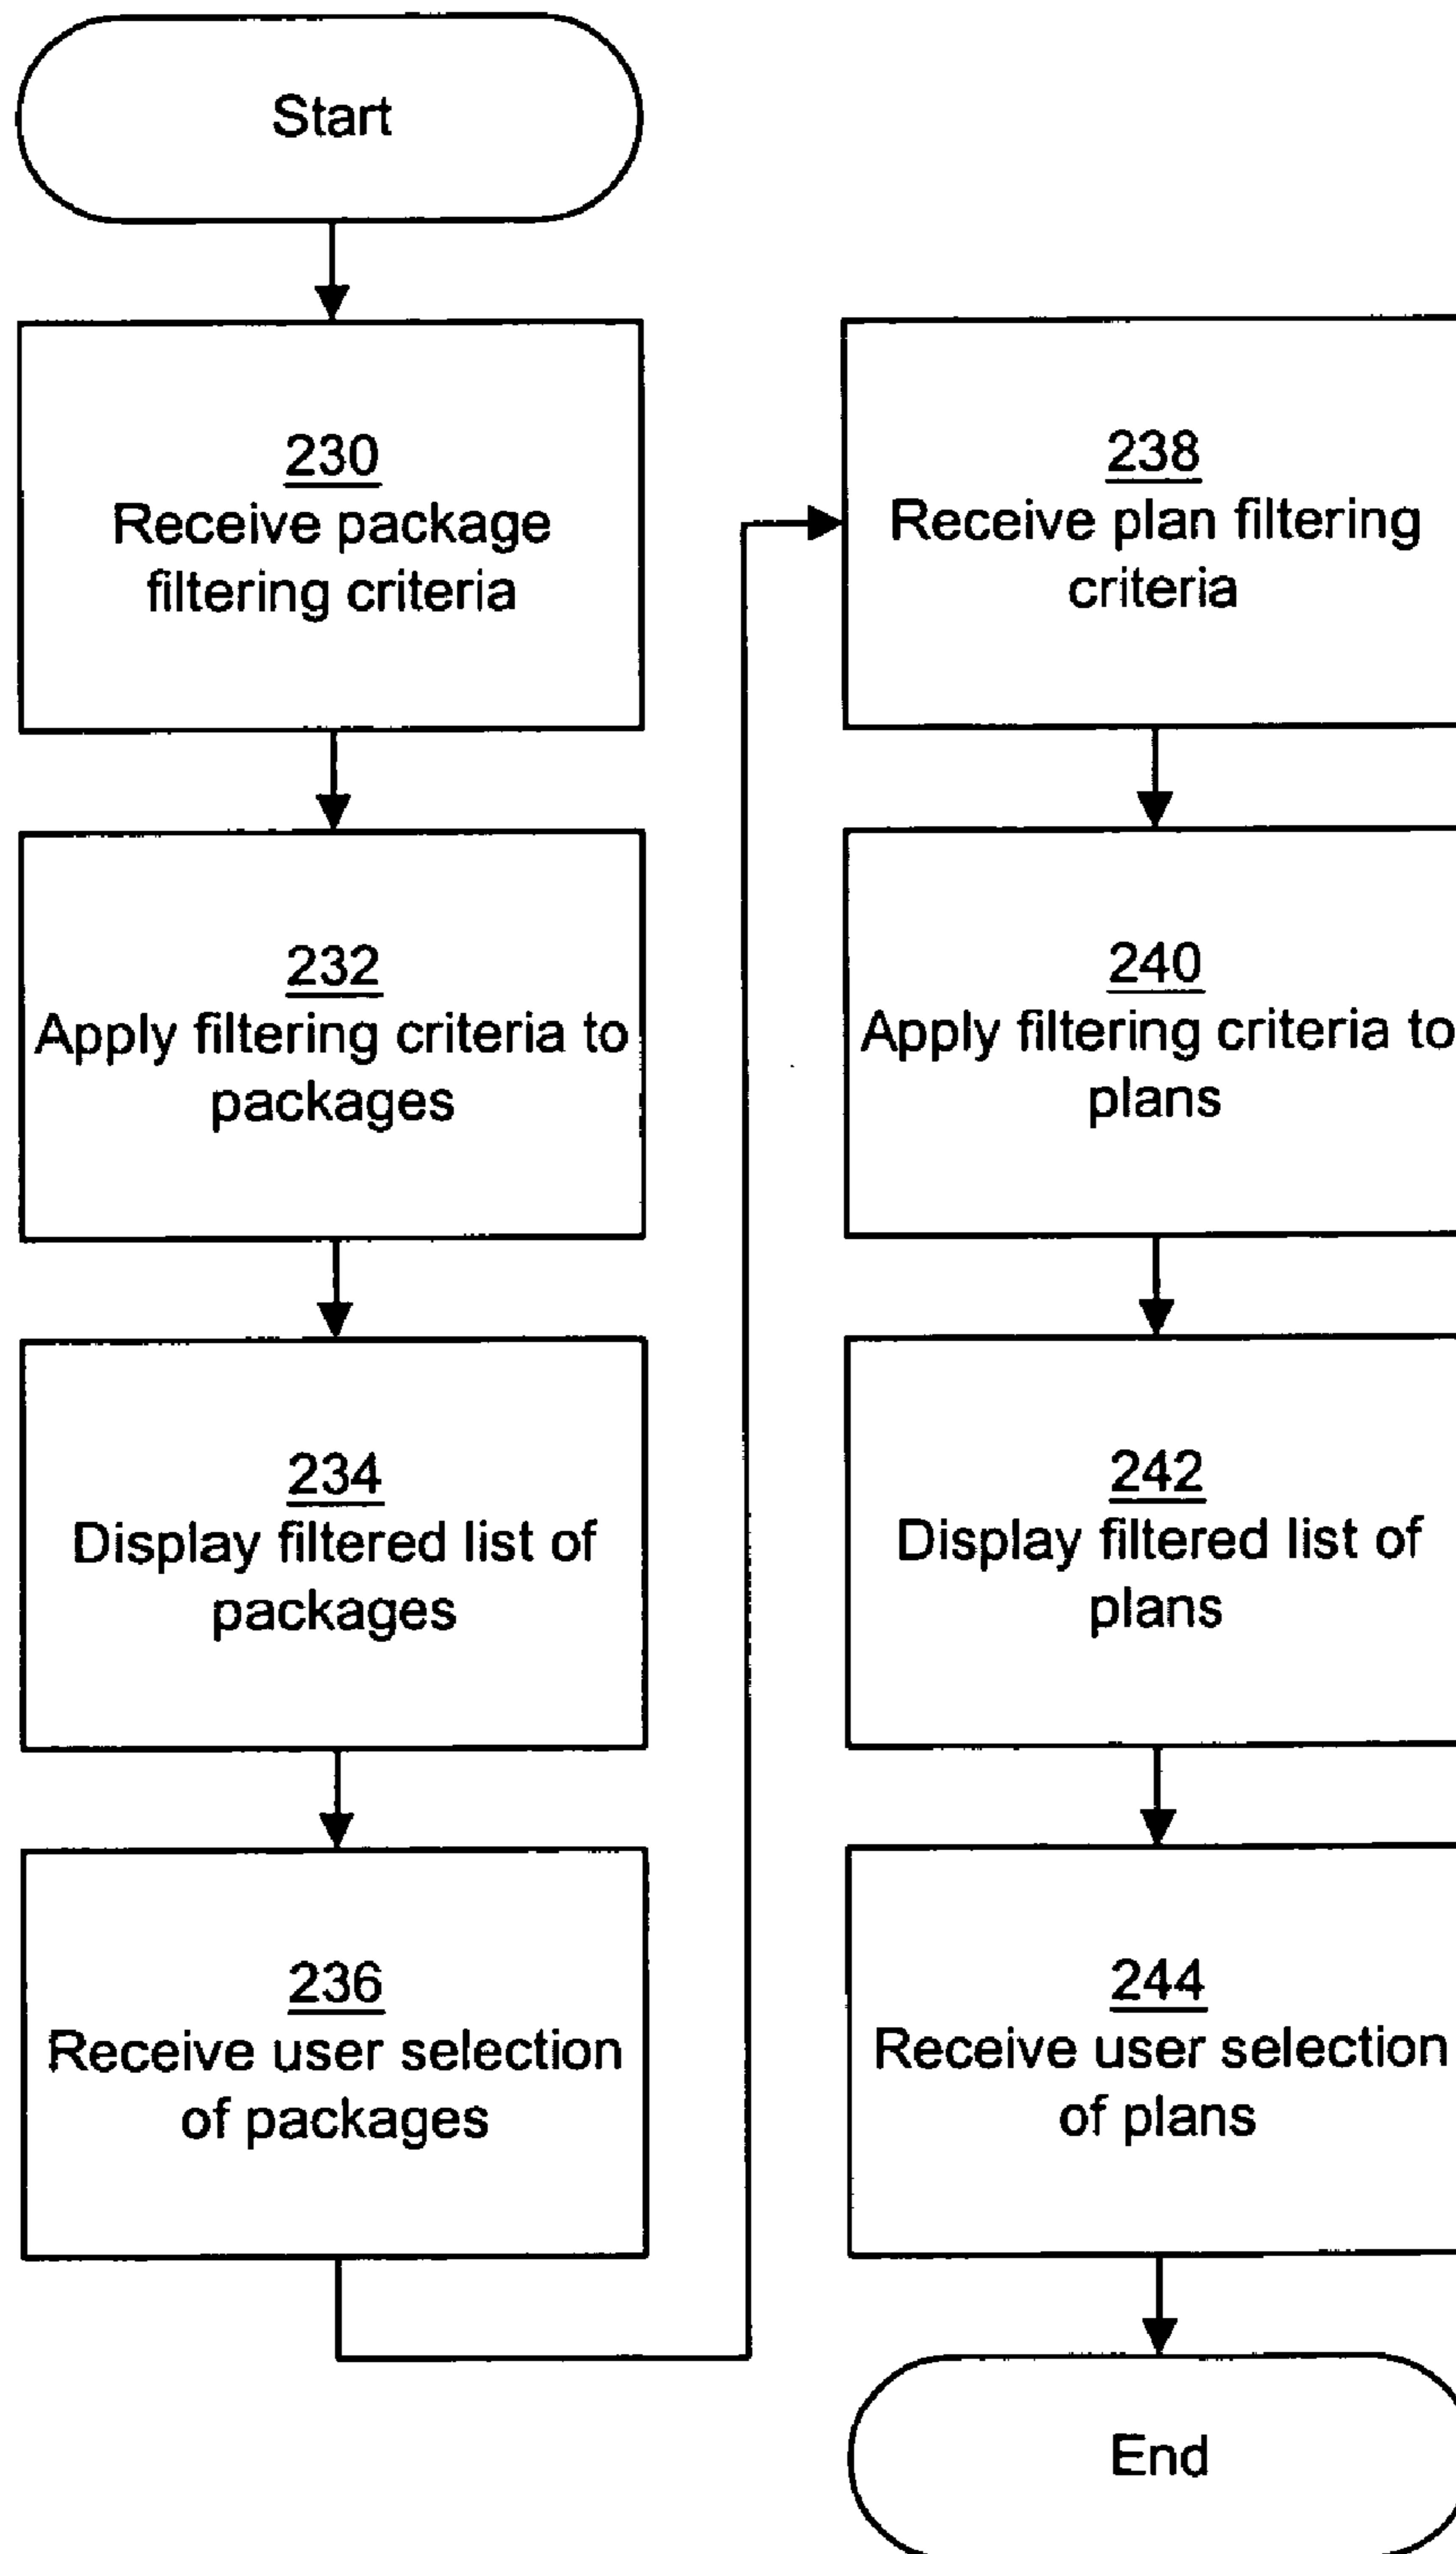 Start
230
Receive package
filtering criteria
232
Apply filtering criteria to
packages
234
Display filtered list of
packages
236
Receive user selection
of packages
238
Receive plan filtering
criteria
240
Apply filtering criteria to
plans
242
Display filtered list of
plans
244
Receive user selection
of plans
End